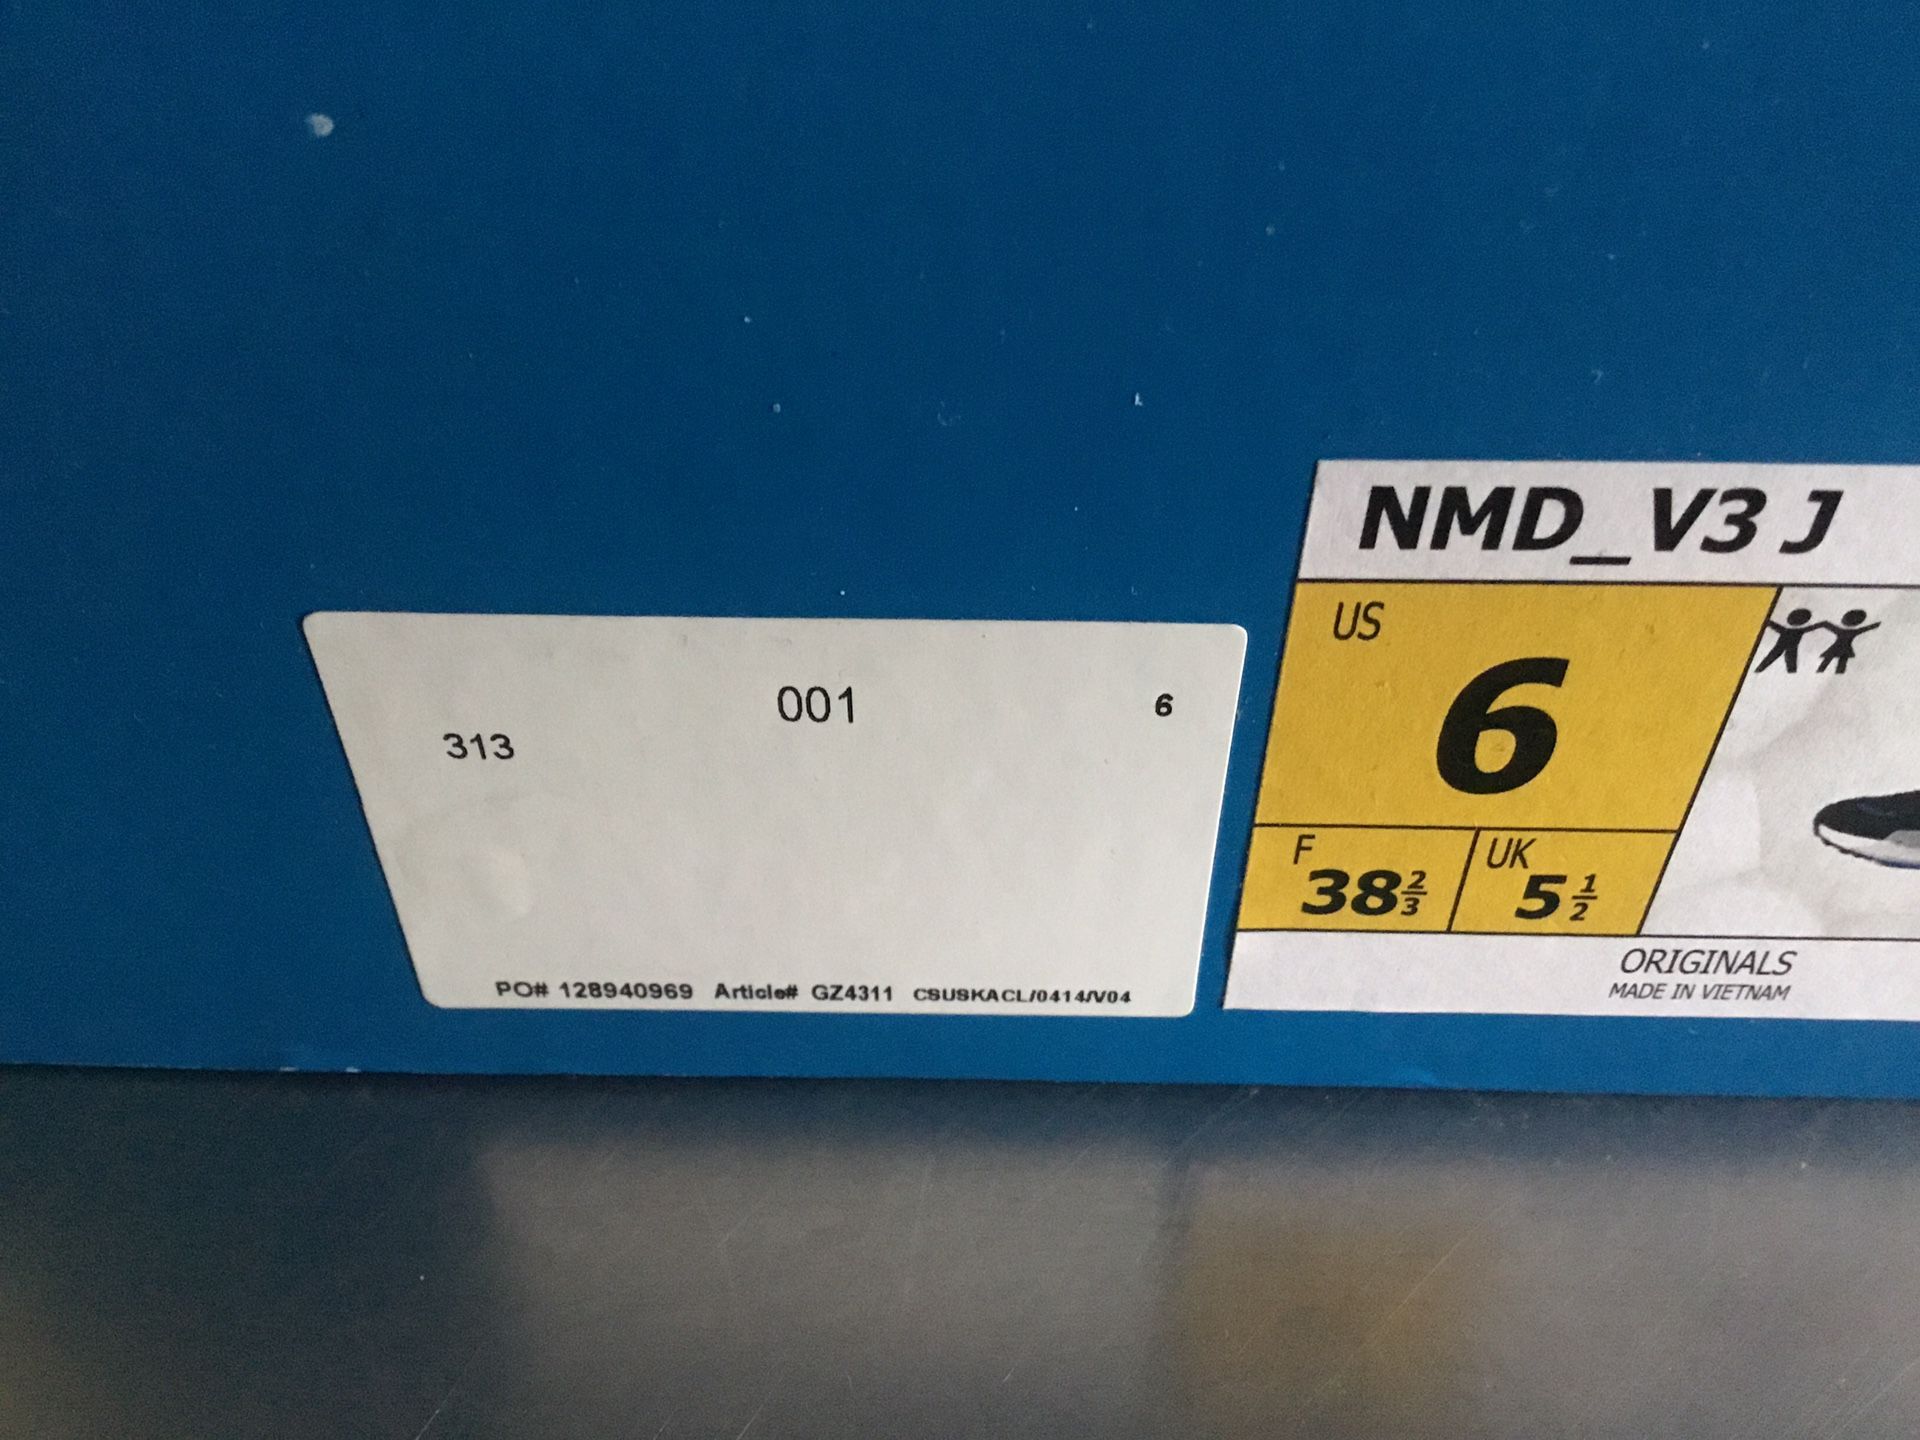 001
6
313
PO# 128940969 Article# GZ4311 CSUSKACL/0414/V04
NMD_V3 J
US
6
F
38 2/3
UK
5 1/2
ORIGINALS
MADE IN VIETNAM